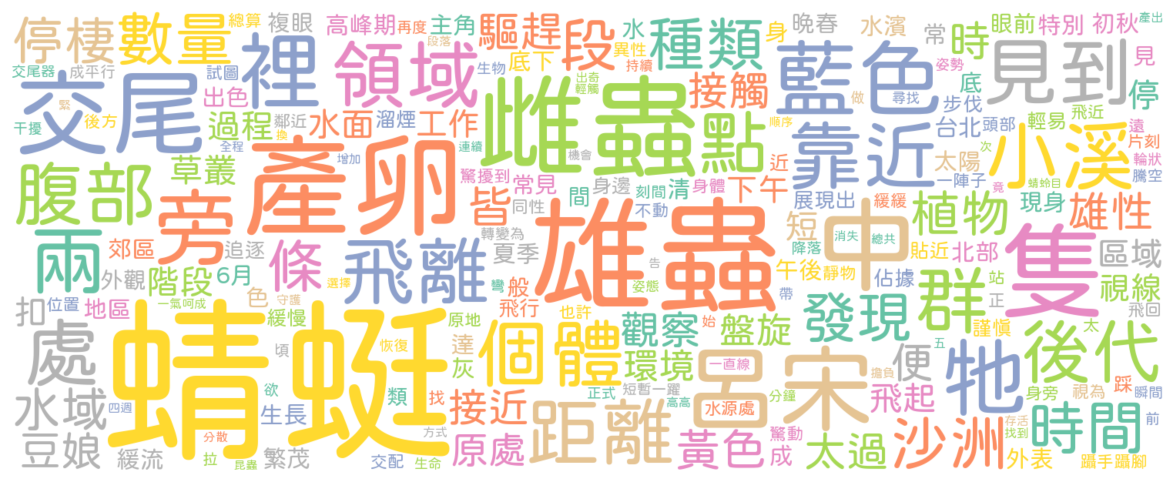 停棲 數量 總算 複眼 高峰期 再度 主角 驅趕 段 水 種類 身 晚春 水濱 常 時 眼前 特別 初秋 產出
段落 異性 持續 底下 生物 裡 領域 藍色 見到 底 姿勢 見
交尾器 成平行 試圖 出色 交尾 出奇 輕觸 接觸 做 尋找 步伐 停
干擾 緊 後方 鄰近 過程 水面 溜煙 工作 雌蟲 點 順序 靠近 台北 頭部 輕易 飛近 遠
換 全程 增加 連續 機會 近 太陽 次 小溪 片刻 輪狀
腹部 草叢 產卵 驚擾到 常見 間 身邊 刻間 清 身體 下午 展現出 一陣子 蜻蛉目 騰空
旁 皆 同性 不動 短 緩緩 竟 植物 現身 雄性
兩 郊區 追逐 條 飛離 轉變為 夏季 雄蟲 降落 中 消失 總共 貼近 北部 隻 區域
外觀 階段 6月 般 彎 姿態 告 午後 靜物 佔據 站 群 視線
扣 位置 地區 色 一氣呵成 守護 選擇 飛行 也許 帶 發現 正 飛回
處 緩慢 原地 觀察 始 盤旋 謹慎 太 後代
頃 恢復 達 個體 環境 呂宋 五 便 牠
蜻蜓 灰 一直線 擔負 身旁 視為 踩 瞬間
水域 四週 欲 生長 類 找 接近 正式 短暫一躍 高高 水源處 分鐘 飛起 存活 找到 時間 前
豆娘 分散 拉 方式 距離 黃色 驚動 太過 沙洲
緩流 昆蟲 繁茂 交配 生命 原處 成 外表 躡手躡腳